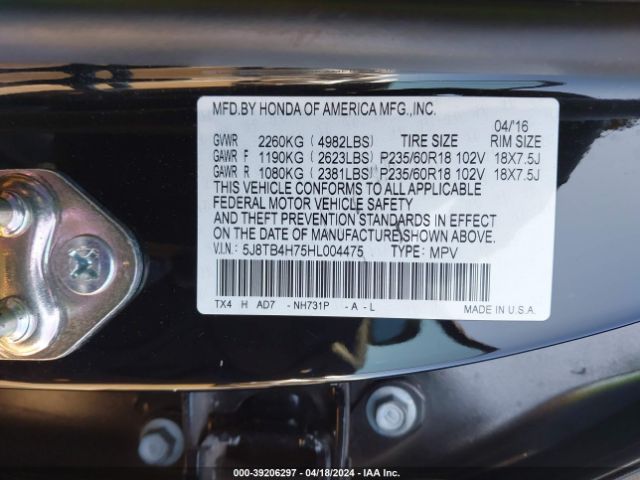 MFD.BY HONDA OF AMERICA MFG.,INC.
04/'16
GVWR 2260KG ( 4982LBS) TIRE SIZE RIM SIZE
GAWR F 1190KG ( 2623LBS) P235/60R18 102V 18X7.5J
GAWR R 1080KG ( 2381LBS) P235/60R18 102V 18X7.5J
THIS VEHICLE CONFORMS TO ALL APPLICABLE
FEDERAL MOTOR VEHICLE SAFETY
AND THEFT PREVENTION STANDARDS IN EFFECT
ON THE DATE OF MANUFACTURE SHOWN ABOVE.
V.I.N.: 5J8TB4H75HL004475 TYPE: MPV
TX4 H AD7 - NH731P - A - L MADE IN U.S.A.
000-39206297 - 04/18/2024 - IAA Inc.